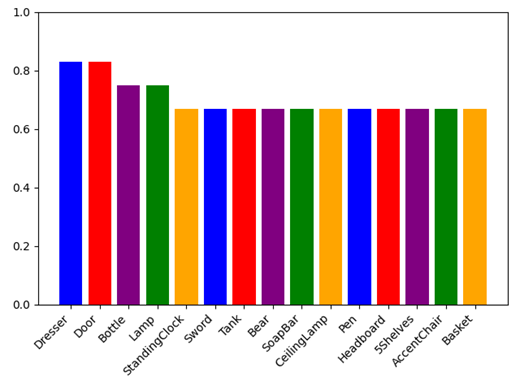 1.0
0.8
0.6
0.4
0.2
0.0
Dresser
Door
Bottle
Lamp
StandingClock
Sword
Tank
Bear
SoapBar
CeilingLamp
Pen
Headboard
5Shelves
AccentChair
Basket